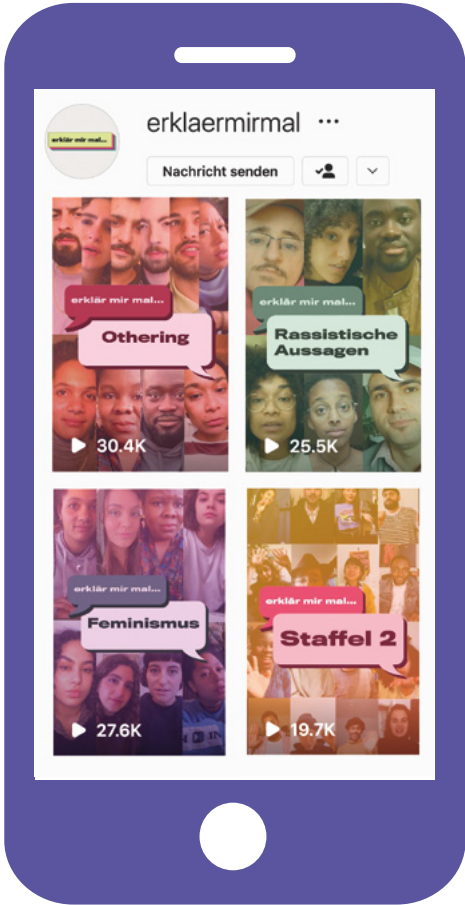 erklär mir mal...
erklaermirmal ...
Nachricht senden
erklär mir mal...
Othering
30.4K
erklär mir mal...
Rassistische
Aussagen
25.5K
erklär mir mal...
Feminismus
27.6K
erklär mir mal...
Staffel 2
19.7K